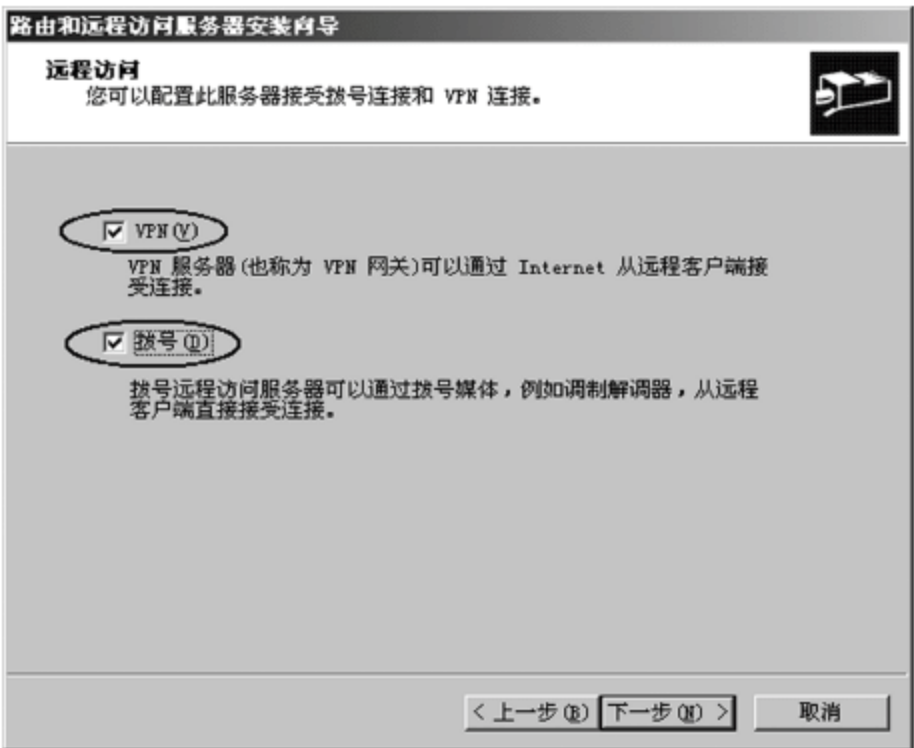 路由和远程访问服务器安装向导
远程访问
您可以配置此服务器接受拨号连接和 VPN 连接。
VPN(V)
VPN 服务器(也称为 VPN 网关)可以通过 Internet 从远程客户端接
受连接。
拨号(D)
拨号远程访问服务器可以通过拨号媒体，例如调制解调器，从远程
客户端直接接受连接。
< 上一步(B) 下一步(N) > 取消